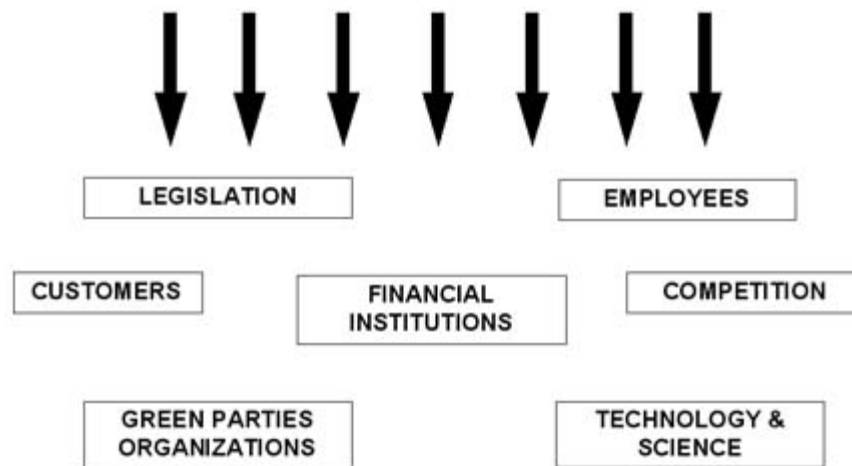 LEGISLATION
EMPLOYEES
CUSTOMERS
FINANCIAL
INSTITUTIONS
COMPETITION
GREEN PARTIES
ORGANIZATIONS
TECHNOLOGY &
SCIENCE